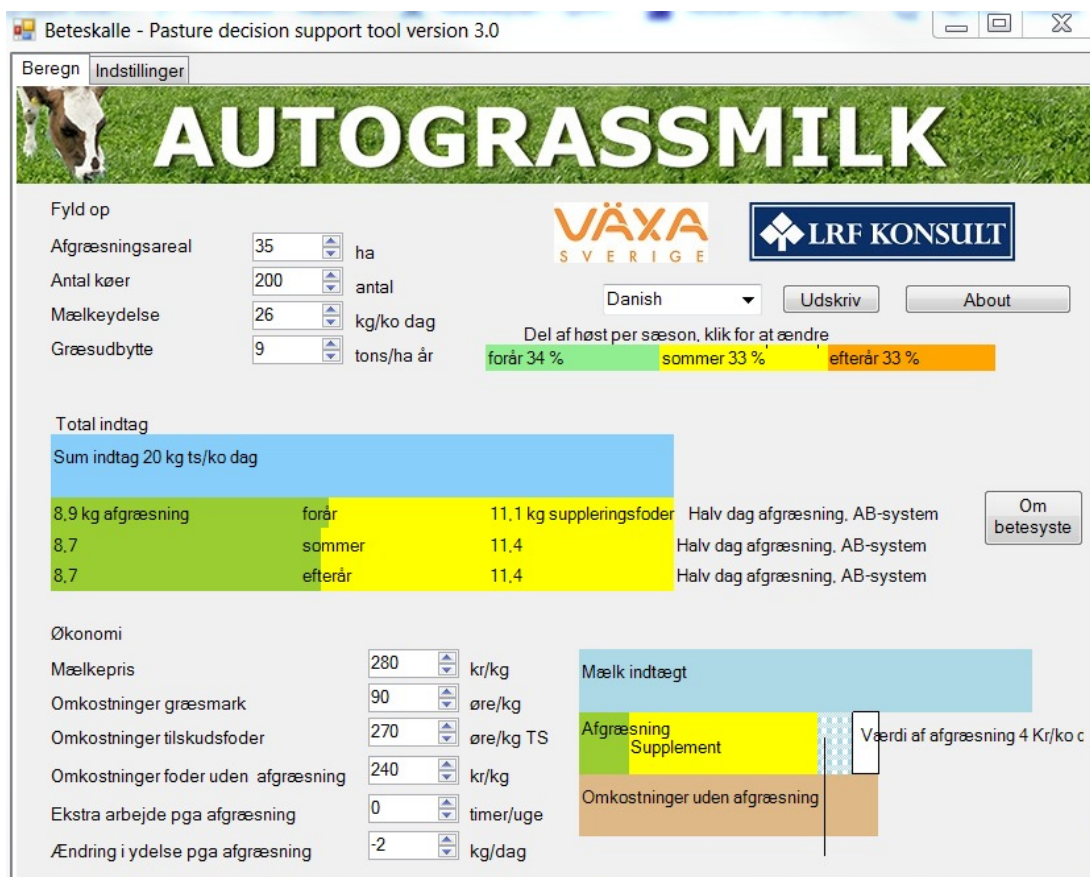 Beteskalle - Pasture decision support tool version 3.0
Beregn Indstillinger
AUTOGRASSMILK
Fyld op
Afgræsningsareal 35 ha
Antal køer 200 antal
Mælkeydelse 26 kg/ko dag
Græsudbytte 9 tons/ha år
VÄXA
SVERIGE
LRF KONSULT
Danish Udskriv About
Del af høst per sæson, klik for at ændre
forår 34 % sommer 33 % efterår 33 %
Total indtag
Sum indtag 20 kg ts/ko dag
8,9 kg afgræsning forår 11,1 kg suppleringsfoder Halv dag afgræsning, AB-system
8,7 sommer 11,4 Halv dag afgræsning, AB-system
8,7 efterår 11,4 Halv dag afgræsning, AB-system
Om
betesyste
Økonomi
Mælkepris 280 kr/kg
Omkostninger græsmark 90 øre/kg
Omkostninger tilskudsfoder 270 øre/kg TS
Omkostninger foder uden afgræsning 240 kr/kg
Ekstra arbejde pga afgræsning 0 timer/uge
Ændring i ydelse pga afgræsning -2 kg/dag
Mælk indtægt
Afgræsning
Supplement
Værdi af afgræsning 4 Kr/ko
Omkostninger uden afgræsning